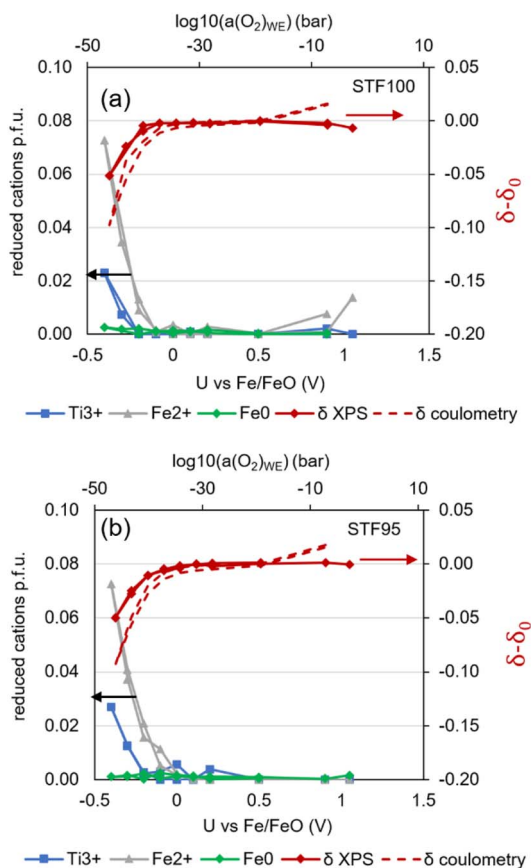 log10(a(O2)WE) (bar)
-50 -40 -30 -20 -10 0 10
0.10 0.05
(a) STF100
0.08 0.00
0.06 -0.05
0.04 -0.10
0.02 -0.15
0.00 -0.20
reduced cations p.f.u.
δ-δ0
-0.5 0 0.5 1 1.5
U vs Fe/FeO (V)
Ti3+ Fe2+ Fe0 δ XPS δ coulometry
log10(a(O2)WE) (bar)
-50 -30 -10 10
0.10 0.05
(b) STF95
0.08 0.00
0.06 -0.05
0.04 -0.10
0.02 -0.15
0.00 -0.20
reduced cations p.f.u.
δ-δ0
-0.5 0 0.5 1 1.5
U vs Fe/FeO (V)
Ti3+ Fe2+ Fe0 δ XPS δ coulometry